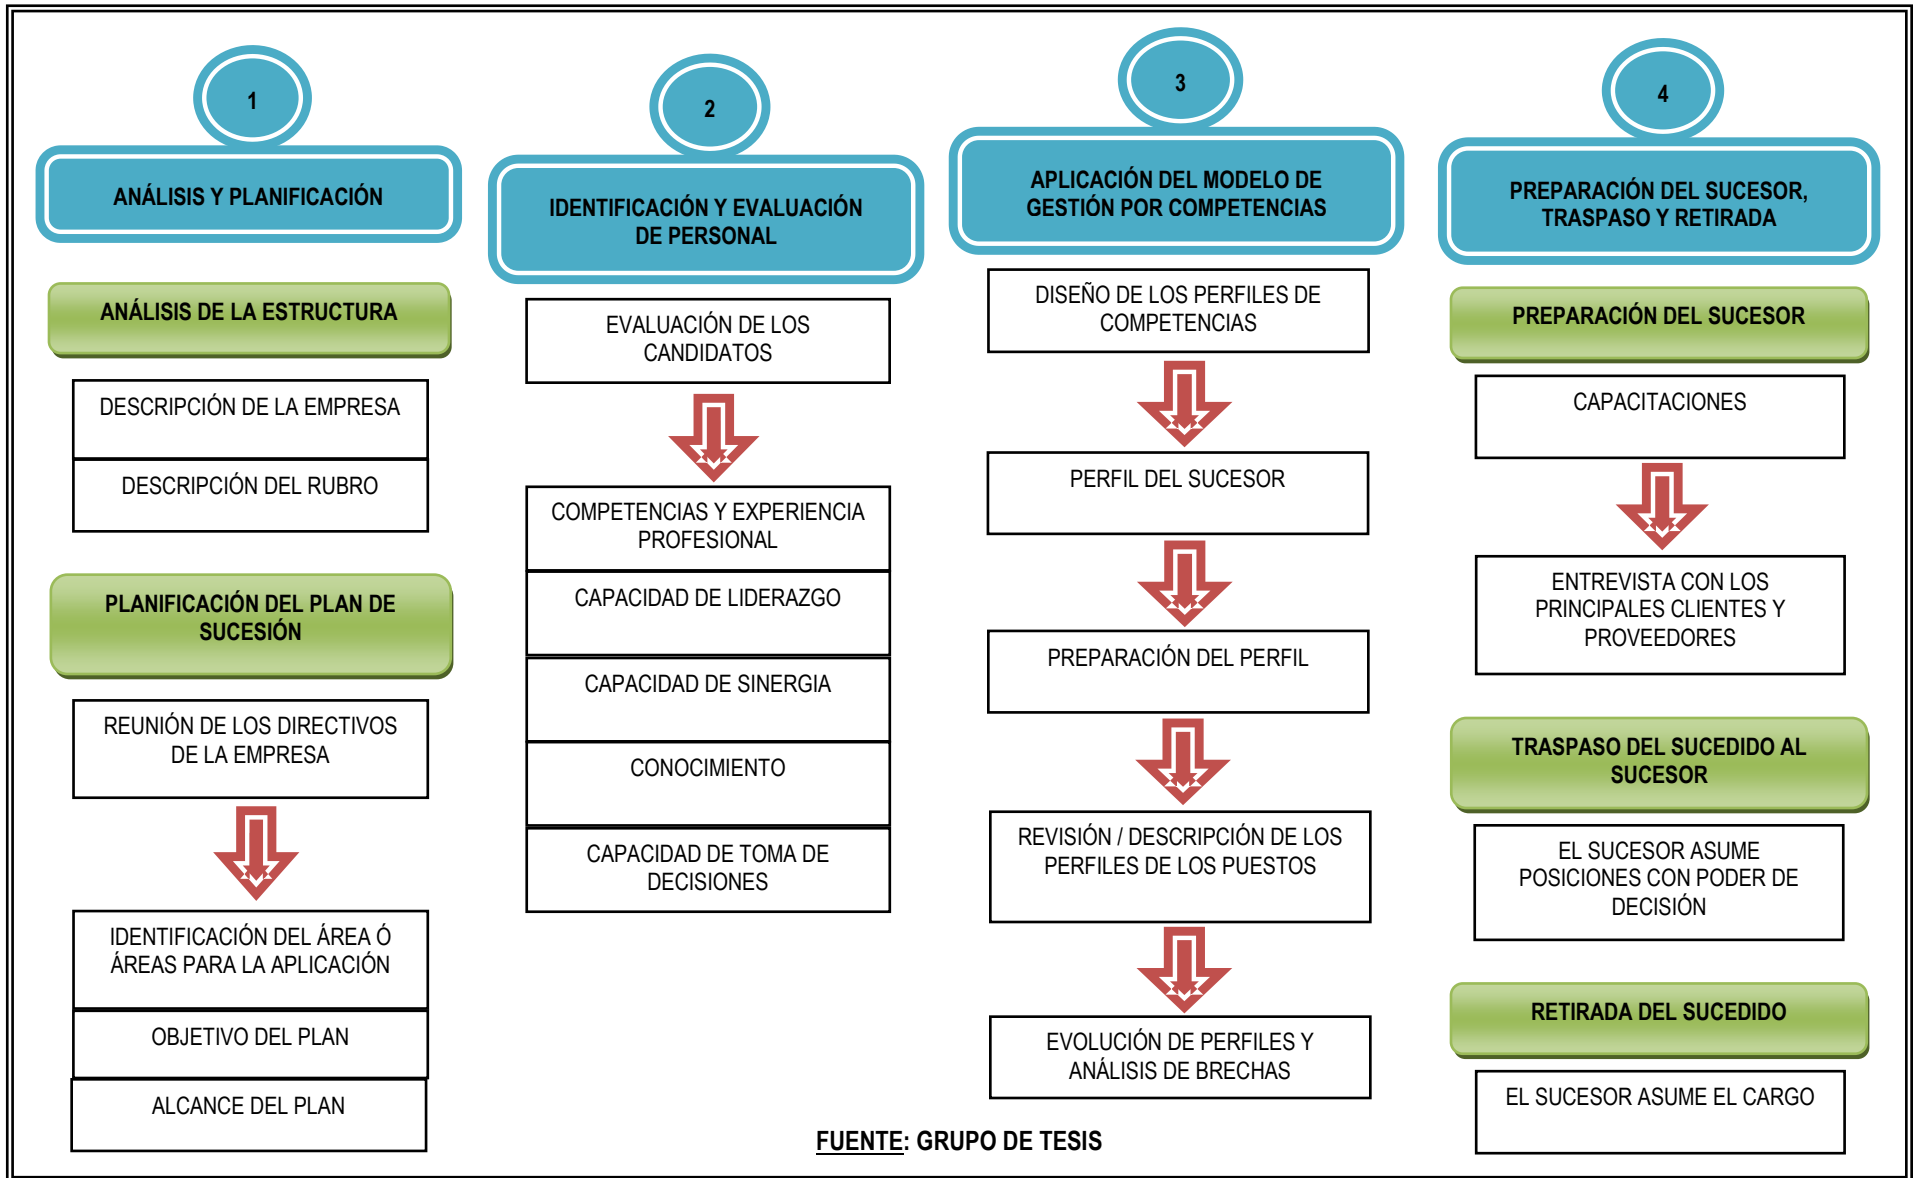 1
ANÁLISIS Y PLANIFICACIÓN
ANÁLISIS DE LA ESTRUCTURA
DESCRIPCIÓN DE LA EMPRESA
DESCRIPCIÓN DEL RUBRO
PLANIFICACIÓN DEL PLAN DE
SUCESIÓN
REUNIÓN DE LOS DIRECTIVOS
DE LA EMPRESA
IDENTIFICACIÓN DEL ÁREA Ó
ÁREAS PARA LA APLICACIÓN
OBJETIVO DEL PLAN
ALCANCE DEL PLAN
2
IDENTIFICACIÓN Y EVALUACIÓN
DE PERSONAL
EVALUACIÓN DE LOS
CANDIDATOS
COMPETENCIAS Y EXPERIENCIA
PROFESIONAL
CAPACIDAD DE LIDERAZGO
CAPACIDAD DE SINERGIA
CONOCIMIENTO
CAPACIDAD DE TOMA DE
DECISIONES
3
APLICACIÓN DEL MODELO DE
GESTIÓN POR COMPETENCIAS
DISEÑO DE LOS PERFILES DE
COMPETENCIAS
PERFIL DEL SUCESOR
PREPARACIÓN DEL PERFIL
REVISIÓN / DESCRIPCIÓN DE LOS
PERFILES DE LOS PUESTOS
EVOLUCIÓN DE PERFILES Y
ANÁLISIS DE BRECHAS
4
PREPARACIÓN DEL SUCESOR,
TRASPASO Y RETIRADA
PREPARACIÓN DEL SUCESOR
CAPACITACIONES
ENTREVISTA CON LOS
PRINCIPALES CLIENTES Y
PROVEEDORES
TRASPASO DEL SUCEDIDO AL
SUCESOR
EL SUCESOR ASUME
POSICIONES CON PODER DE
DECISIÓN
RETIRADA DEL SUCEDIDO
EL SUCESOR ASUME EL CARGO
FUENTE: GRUPO DE TESIS